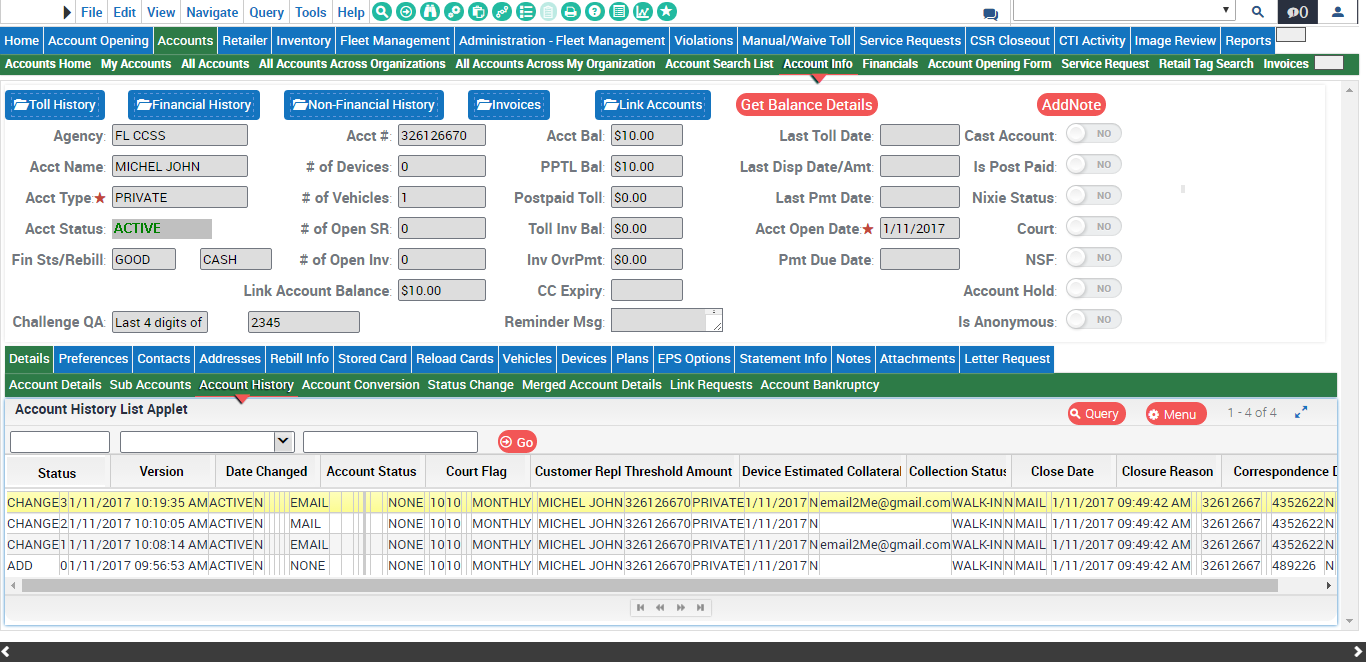 File Edit View Navigate Query Tools Help 0
Home Account Opening Accounts Retailer Inventory Fleet Management Administration - Fleet Management Violations Manual/Waive Toll Service Requests CSR Closeout CTI Activity Image Review Reports
Accounts Home My Accounts All Accounts All Accounts Across Organizations All Accounts Across My Organization Account Search List Account Info Financials Account Opening Form Service Request Retail Tag Search Invoices
Toll History Financial History Non-Financial History Invoices Link Accounts Get Balance Details AddNote
Agency: FL CCSS Acct #: 326126670 Acct Bal: $10.00 Last Toll Date: Cast Account: NO
Acct Name: MICHEL JOHN # of Devices: 0 PPTL Bal: $10.00 Last Disp Date/Amt: Is Post Paid: NO
Acct Type:★ PRIVATE # of Vehicles: 1 Postpaid Toll: $0.00 Last Pmt Date: Nixie Status: NO
Acct Status: ACTIVE # of Open SR: 0 Toll Inv Bal: $0.00 Acct Open Date:★ 1/11/2017 Court: NO
Fin Sts/Rebill: GOOD CASH # of Open Inv: 0 Inv OvrPmt: $0.00 Pmt Due Date: NSF: NO
Link Account Balance: $10.00 CC Expiry: Account Hold: NO
Challenge QA: Last 4 digits of 2345 Reminder Msg: Is Anonymous: NO
Details Preferences Contacts Addresses Rebill Info Stored Card Reload Cards Vehicles Devices Plans EPS Options Statement Info Notes Attachments Letter Request
Account Details Sub Accounts Account History Account Conversion Status Change Merged Account Details Link Requests Account Bankruptcy
Account History List Applet Query Menu 1 - 4 of 4
Go
Status Version Date Changed Account Status Court Flag Customer Repl Threshold Amount Device Estimated Collateral Collection Status Close Date Closure Reason Correspondence D
CHANGE 3 1/11/2017 10:19:35 AM ACTIVE N EMAIL NONE 10 10 MONTHLY MICHEL JOHN 326126670 PRIVATE 1/11/2017 N email2Me@gmail.com WALK-IN N MAIL 1/11/2017 09:49:42 AM 32612667 4352622 N
CHANGE 2 1/11/2017 10:10:05 AM ACTIVE N MAIL NONE 10 10 MONTHLY MICHEL JOHN 326126670 PRIVATE 1/11/2017 N WALK-IN N MAIL 1/11/2017 09:49:42 AM 32612667 4352622 N
CHANGE 1 1/11/2017 10:08:14 AM ACTIVE N EMAIL NONE 10 10 MONTHLY MICHEL JOHN 326126670 PRIVATE 1/11/2017 N email2Me@gmail.com WALK-IN N MAIL 1/11/2017 09:49:42 AM 32612667 4352622 N
ADD 0 1/11/2017 09:56:53 AM ACTIVE N NONE NONE 10 10 MONTHLY MICHEL JOHN 326126670 PRIVATE 1/11/2017 N WALK-IN N MAIL 1/11/2017 09:49:42 AM 32612667 489226 N